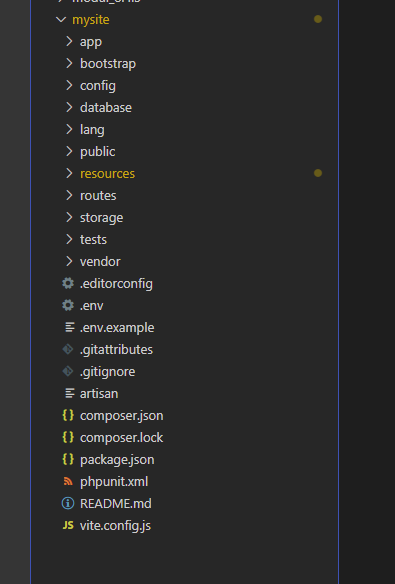 mysite
app
bootstrap
config
database
lang
public
resources
routes
storage
tests
vendor
.editorconfig
.env
.env.example
.gitattributes
.gitignore
artisan
{} composer.json
{} composer.lock
{} package.json
phpunit.xml
README.md
JS vite.config.js